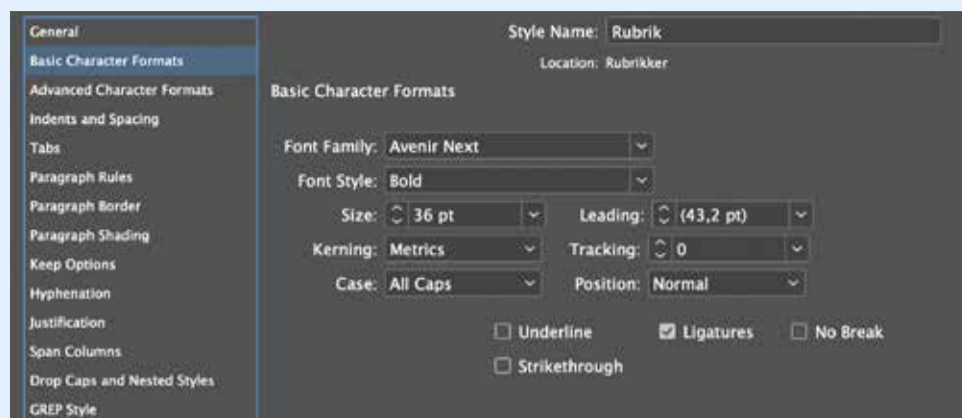 General
Basic Character Formats
Advanced Character Formats
Indents and Spacing
Tabs
Paragraph Rules
Paragraph Border
Paragraph Shading
Keep Options
Hyphenation
Justification
Span Columns
Drop Caps and Nested Styles
GREP Style
Style Name: Rubrik
Location: Rubrikker
Basic Character Formats
Font Family: Avenir Next
Font Style: Bold
Size: 36 pt Leading: (43,2 pt)
Kerning: Metrics Tracking: 0
Case: All Caps Position: Normal
Underline Ligatures No Break
Strikethrough